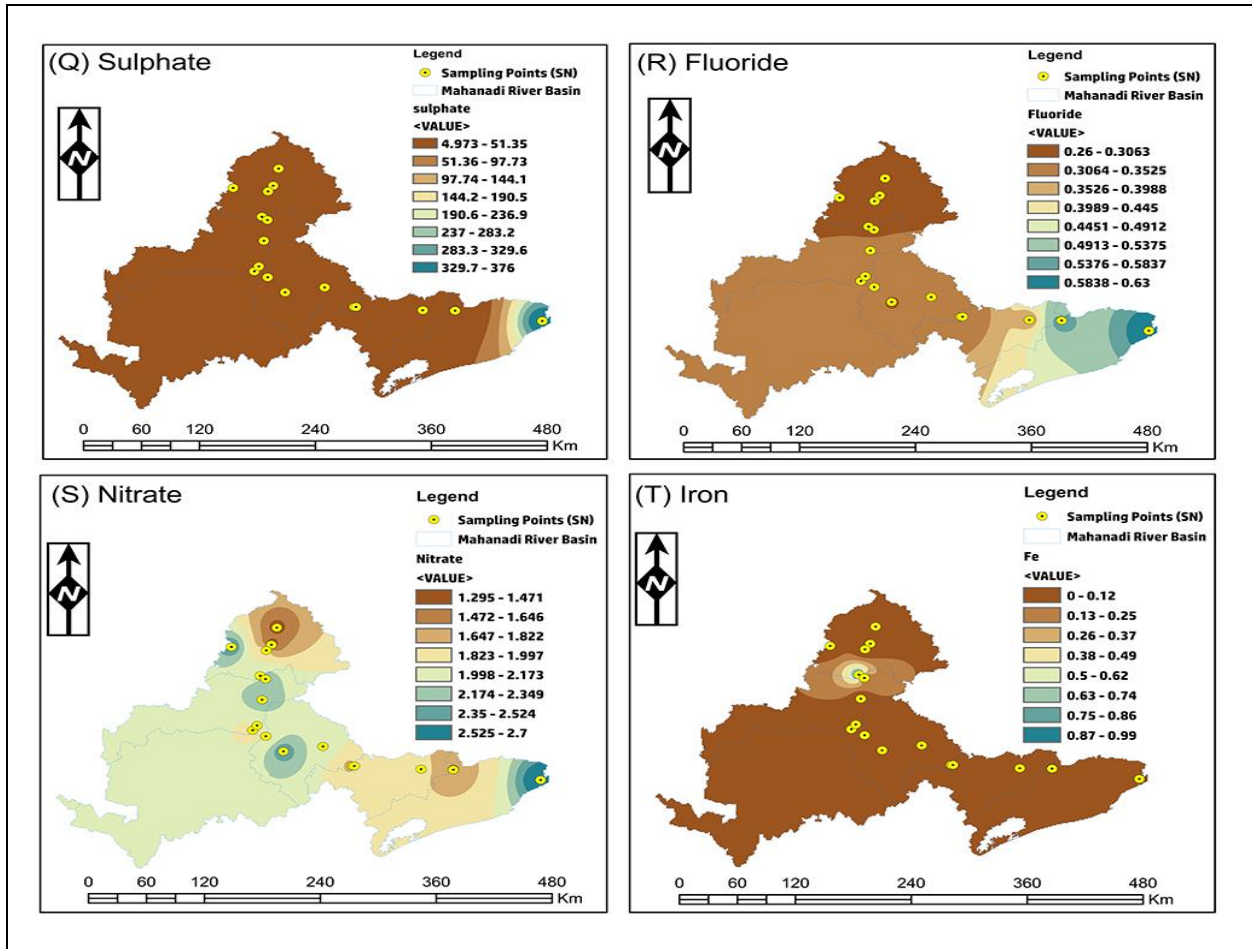 (Q) Sulphate
Legend
Sampling Points (SN)
Mahanadi River Basin
sulphate
<VALUE>
4.973 - 51.35
51.36 - 97.73
97.74 - 144.1
144.2 - 190.5
190.6 - 236.9
237 - 283.2
283.3 - 329.6
329.7 - 376
N
0 120 240 360 480
Km
(R) Fluoride
Legend
Sampling Points (SN)
Mahanadi River Basin
Fluoride
<VALUE>
0.26 - 0.3063
0.3064 - 0.3525
0.3526 - 0.3988
0.3989 - 0.445
0.4451 - 0.4912
0.4913 - 0.5375
0.5376 - 0.5837
0.5838 - 0.63
N
0 60 120 240 360 480
Km
(S) Nitrate
Legend
Sampling Points (SN)
Mahanadi River Basin
Nitrate
<VALUE>
1.295 - 1.471
1.472 - 1.646
1.647 - 1.822
1.823 - 1.997
1.998 - 2.173
2.174 - 2.349
2.35 - 2.524
2.525 - 2.7
N
0 60 120 240 360 480
Km
(T) Iron
Legend
Sampling Points (SN)
Mahanadi River Basin
Fe
<VALUE>
0 - 0.12
0.13 - 0.25
0.26 - 0.37
0.38 - 0.49
0.5 - 0.62
0.63 - 0.74
0.75 - 0.86
0.87 - 0.99
N
0 60 120 240 360 480
Km